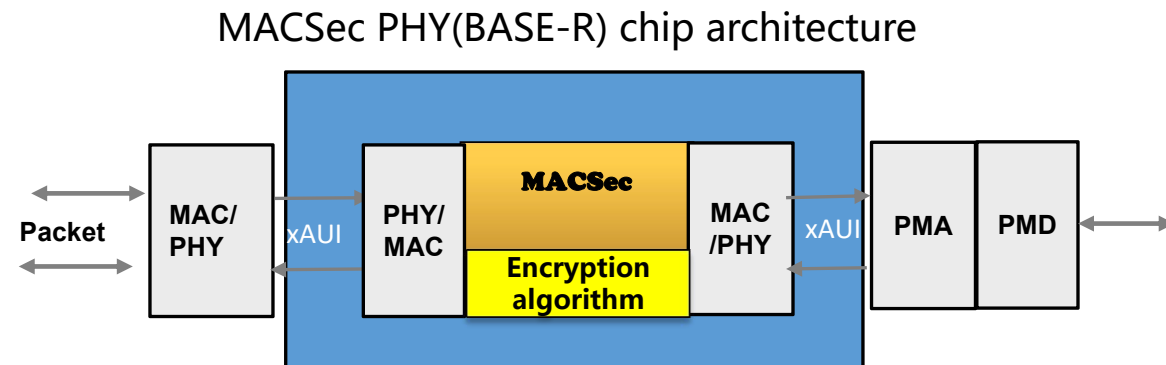 MACSec PHY(BASE-R) chip architecture
Packet
MAC/
PHY
xAUI
PHY/
MAC
MACSec
Encryption
algorithm
MAC
/PHY
xAUI
PMA
PMD